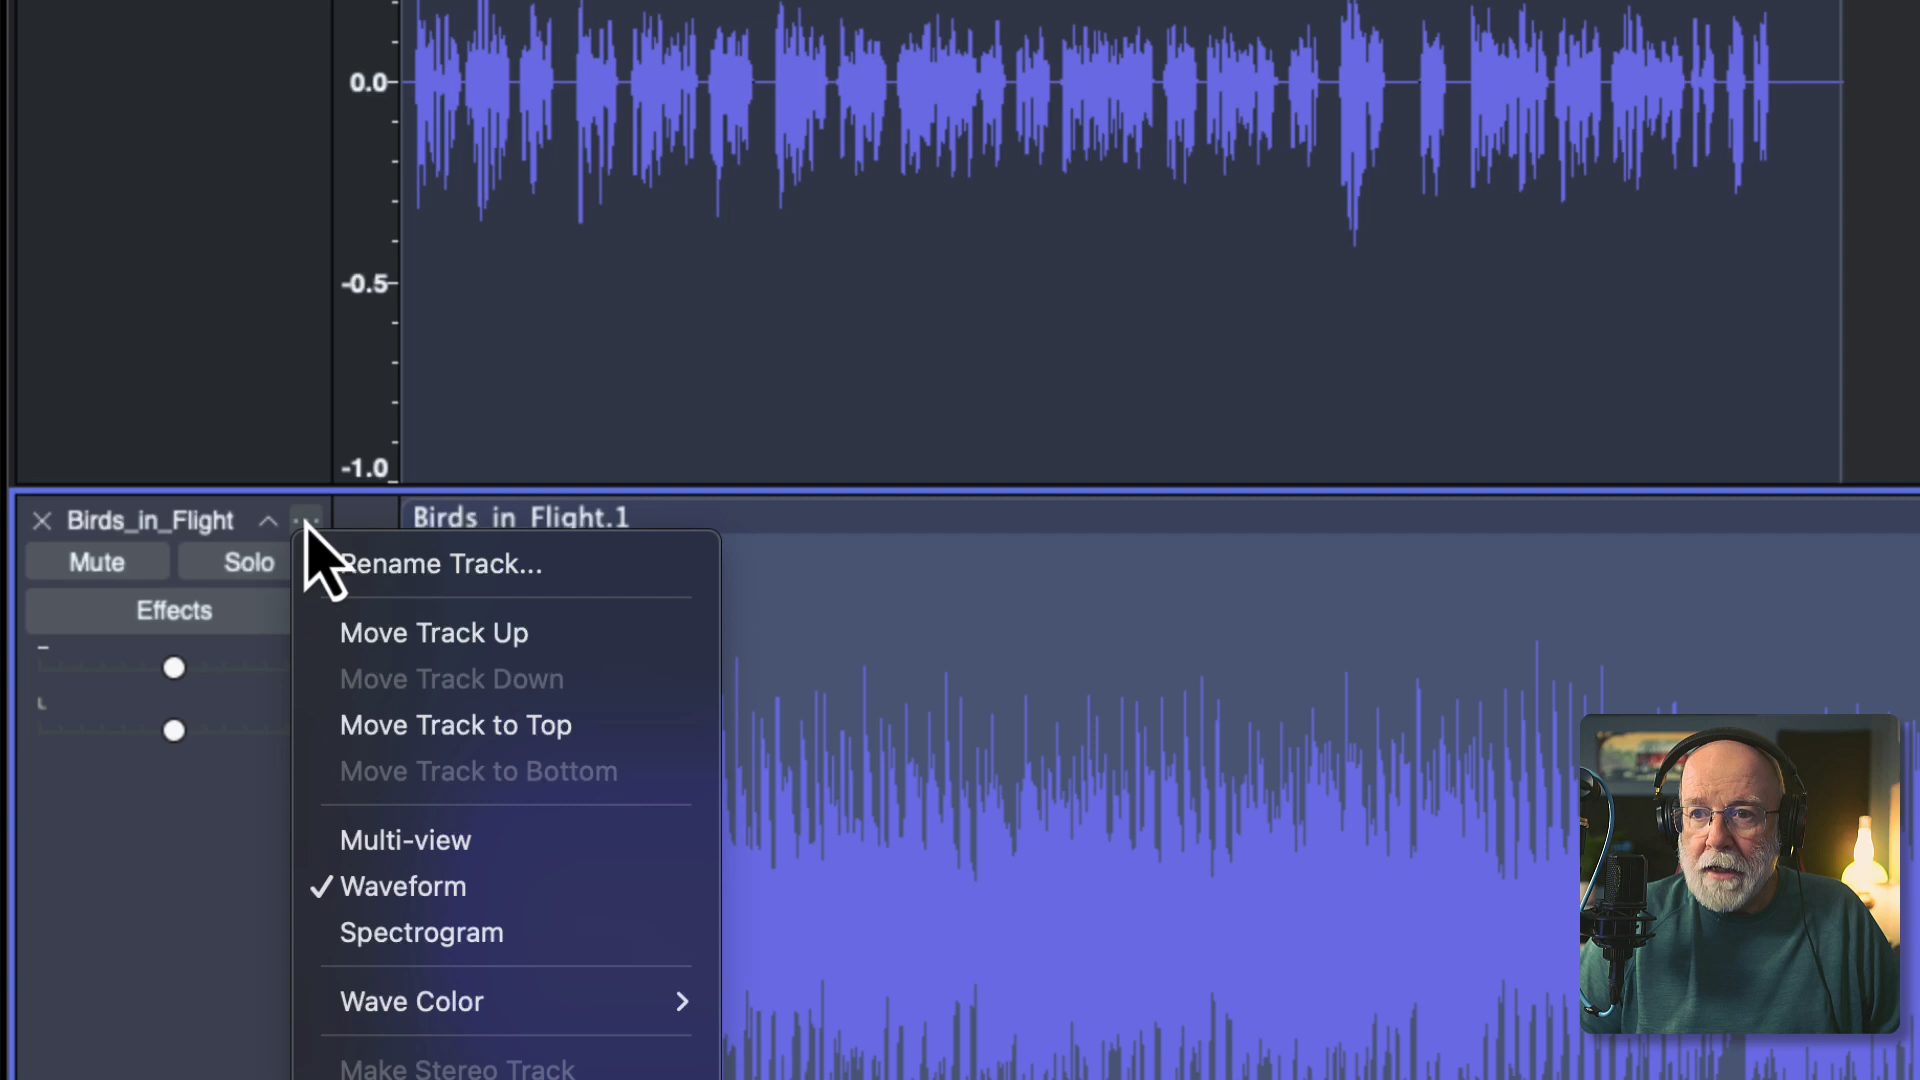 0.0
-0.5
-1.0
Birds_in_Flight
Birds_in_Flight.1
Mute
Solo
Effects
L
Rename Track...
Move Track Up
Move Track Down
Move Track to Top
Move Track to Bottom
Multi-view
✓ Waveform
Spectrogram
Wave Color
Make Stereo Track